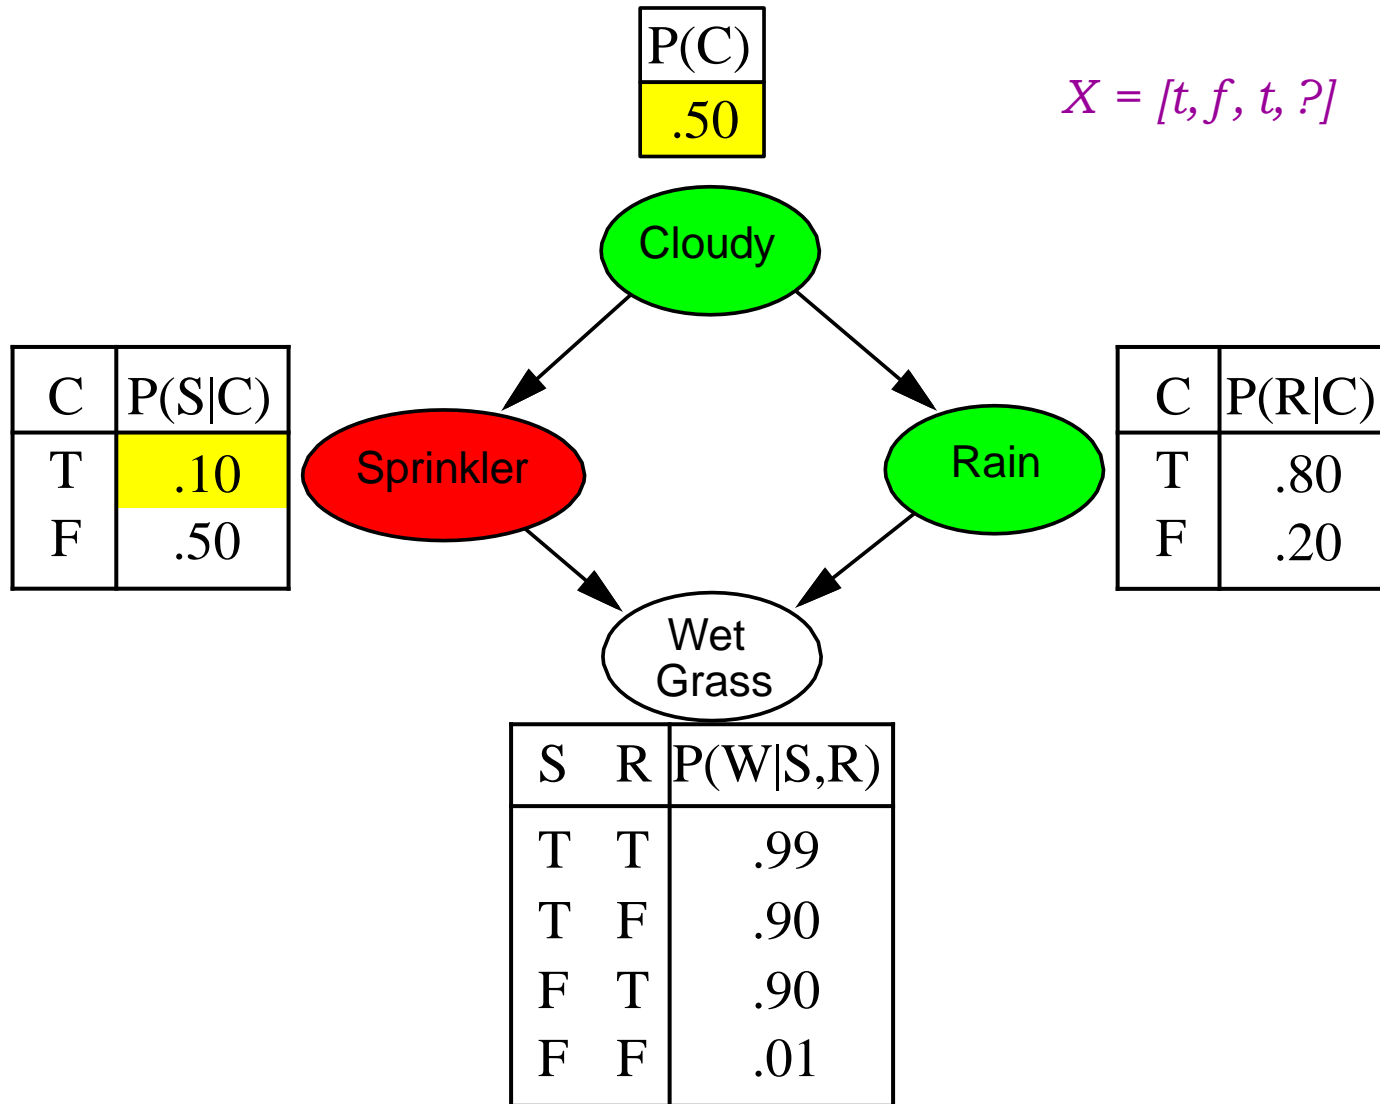 P(C)
.50
X = [t, f, t, ?]
Cloudy
C P(S|C)
T .10
F .50
Sprinkler
Rain
C P(R|C)
T .80
F .20
Wet
Grass
S R P(W|S,R)
T T .99
T F .90
F T .90
F F .01